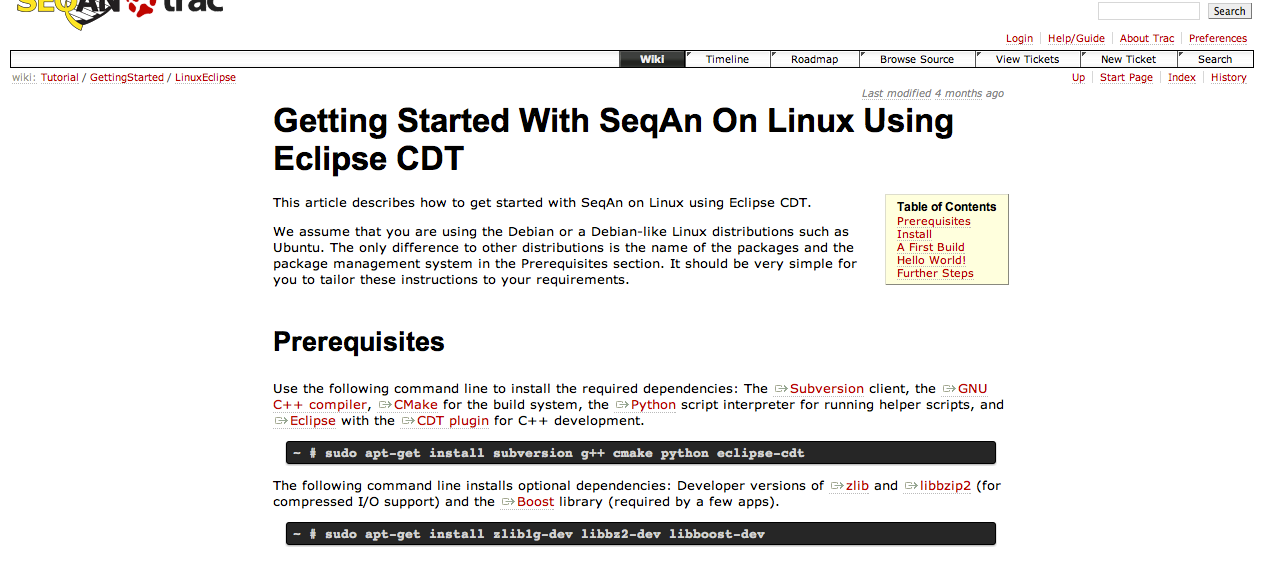 SEQAN trac
Search
Login Help/Guide About Trac Preferences
Wiki Timeline Roadmap Browse Source View Tickets New Ticket Search
wiki: Tutorial / GettingStarted / LinuxEclipse
Up Start Page Index History
Last modified 4 months ago
Getting Started With SeqAn On Linux Using
Eclipse CDT
This article describes how to get started with SeqAn on Linux using Eclipse CDT.
We assume that you are using the Debian or a Debian-like Linux distributions such as
Ubuntu. The only difference to other distributions is the name of the packages and the
package management system in the Prerequisites section. It should be very simple for
you to tailor these instructions to your requirements.
Table of Contents
Prerequisites
Install
A First Build
Hello World!
Further Steps
Prerequisites
Use the following command line to install the required dependencies: The Subversion client, the GNU
C++ compiler, CMake for the build system, the Python script interpreter for running helper scripts, and
Eclipse with the CDT plugin for C++ development.
~ # sudo apt-get install subversion g++ cmake python eclipse-cdt
The following command line installs optional dependencies: Developer versions of zlib and libbzip2 (for
compressed I/O support) and the Boost library (required by a few apps).
~ # sudo apt-get install zlib1g-dev libbz2-dev libboost-dev